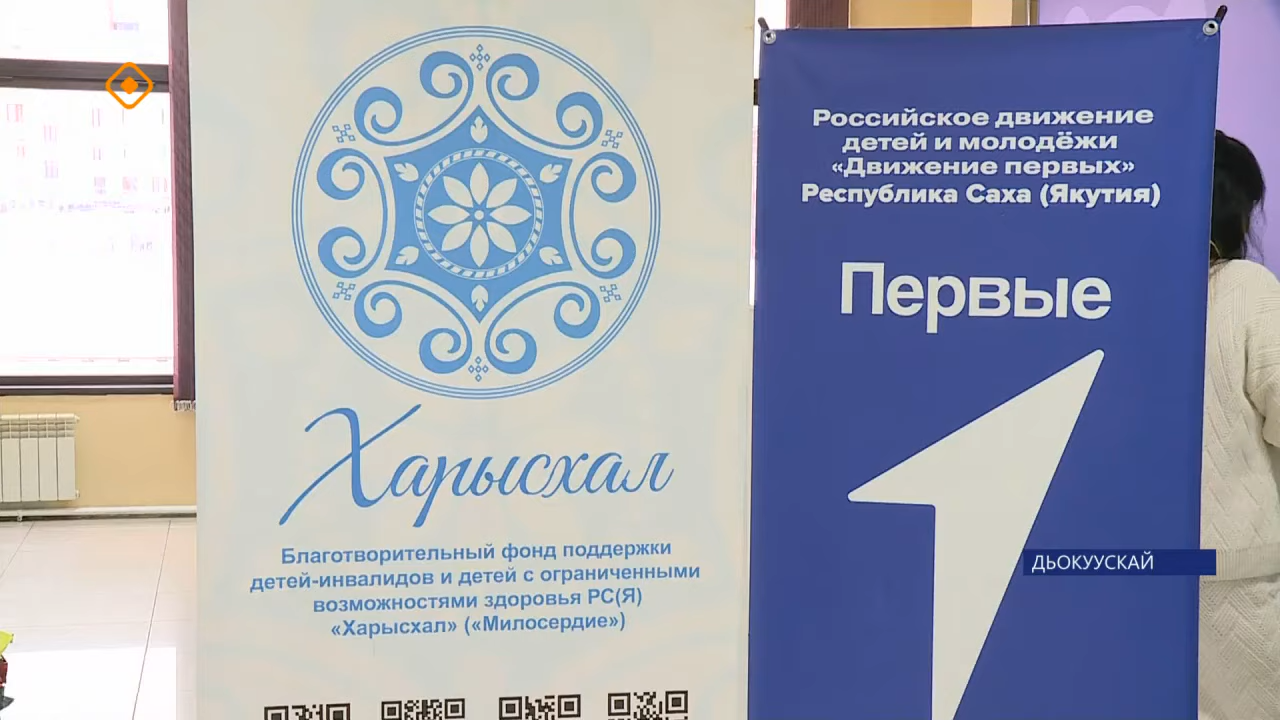 Харысхал
Благотворительный фонд поддержки
детей-инвалидов и детей с ограниченными
возможностями здоровья РС(Я)
«Харысхал» («Милосердие»)
Российское движение
детей и молодёжи
«Движение первых»
Республика Саха (Якутия)
Первые
ДЬОКУУСКАЙ